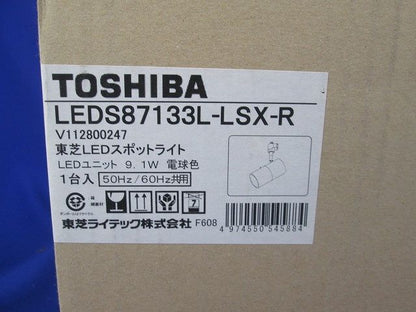 TOSHIBA
LEDS87133L-LSX-R
V112800247
東芝LEDスポットライト
LEDユニット 9.1W 電球色
1台入 50Hz/60Hz共用
7
東芝ライテック株式会社 F608
4 974550 545884